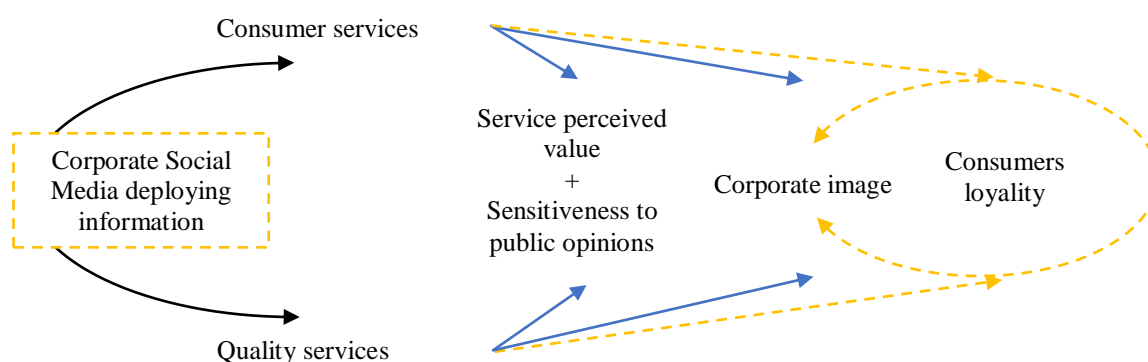 Consumer services
Corporate Social
Media deploying
information
Service perceived
value
+
Sensitiveness to
public opinions
Corporate image
Consumers
loyality
Quality services